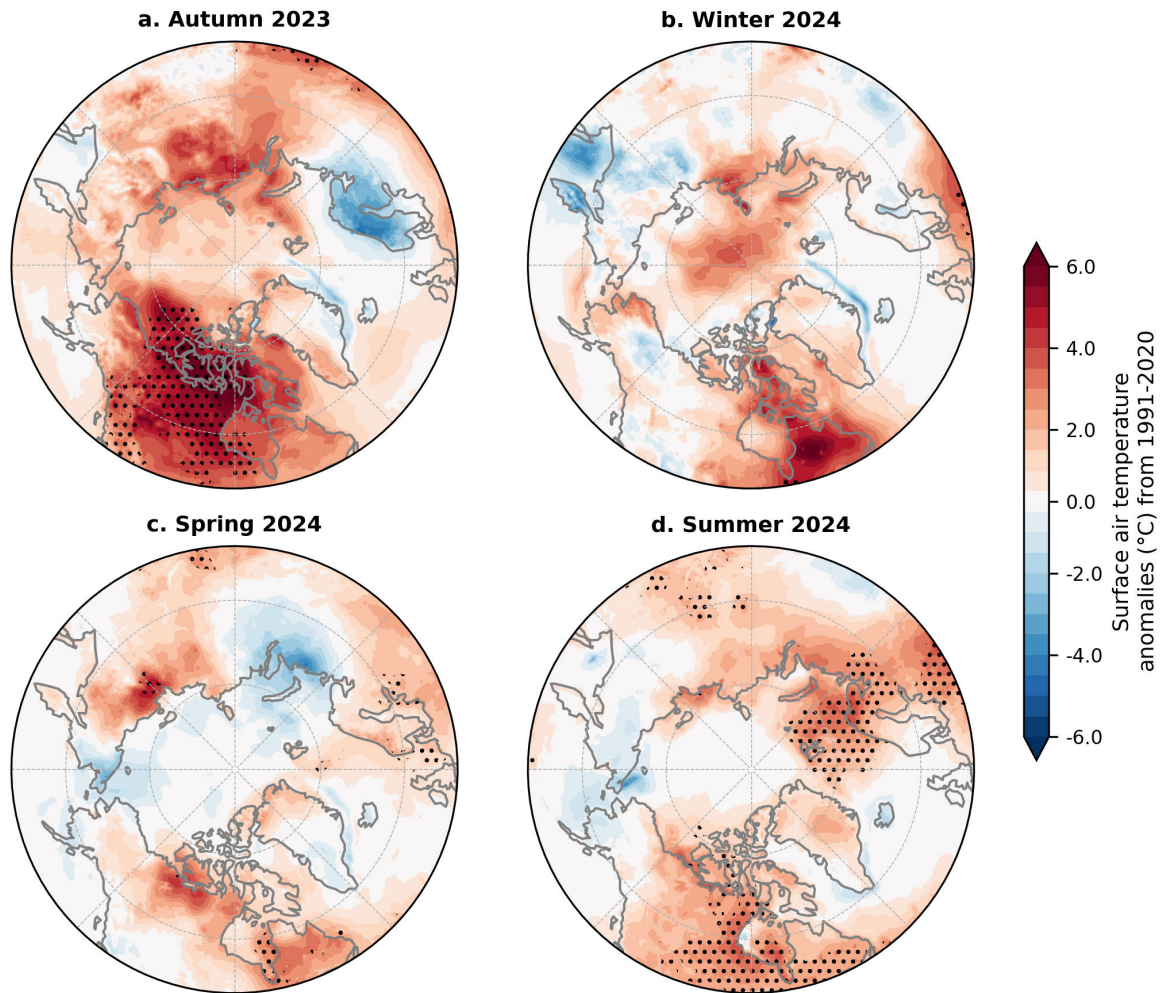 a. Autumn 2023
b. Winter 2024
c. Spring 2024
d. Summer 2024
6.0
4.0
2.0
0.0
-2.0
-4.0
-6.0
Surface air temperature
anomalies (°C) from 1991-2020